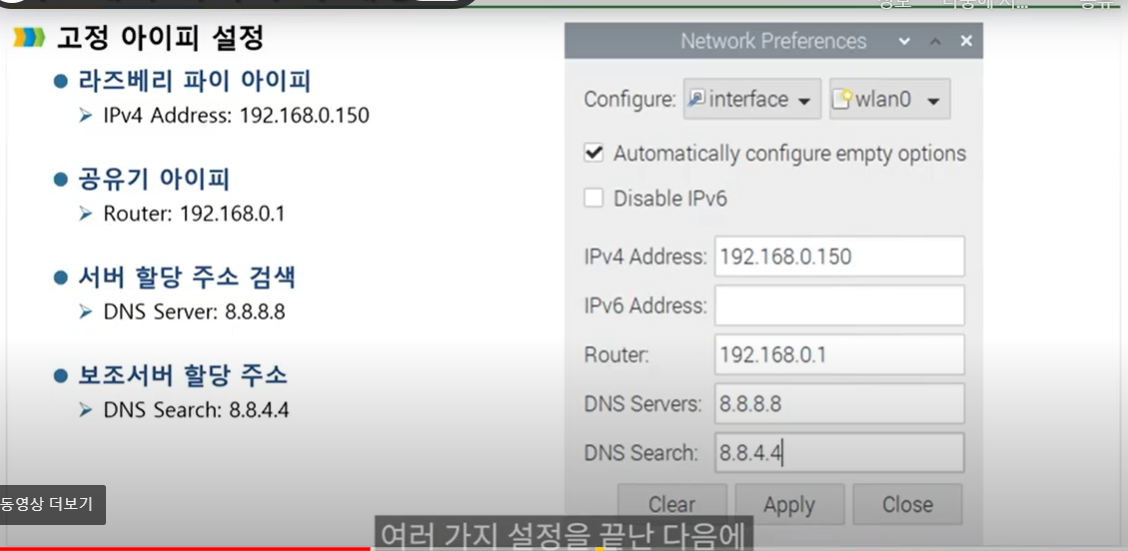 고정 아이피 설정
라즈베리 파이 아이피
IPv4 Address: 192.168.0.150
공유기 아이피
Router: 192.168.0.1
서버 할당 주소 검색
DNS Server: 8.8.8.8
보조서버 할당 주소
DNS Search: 8.8.4.4
Network Preferences
Configure: interface wlan0
Automatically configure empty options
Disable IPv6
IPv4 Address: 192.168.0.150
IPv6 Address:
Router: 192.168.0.1
DNS Servers: 8.8.8.8
DNS Search: 8.8.4.4
Clear Apply Close
동영상 더보기
여러 가지 설정을 끝난 다음에